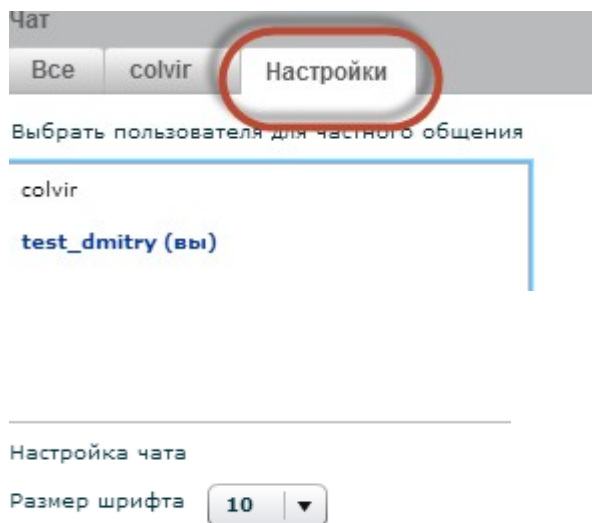 Чат
Все colvir Настройки
Выбрать пользователя для частного общения
colvir
test_dmitry (вы)
Настройка чата
Размер шрифта 10